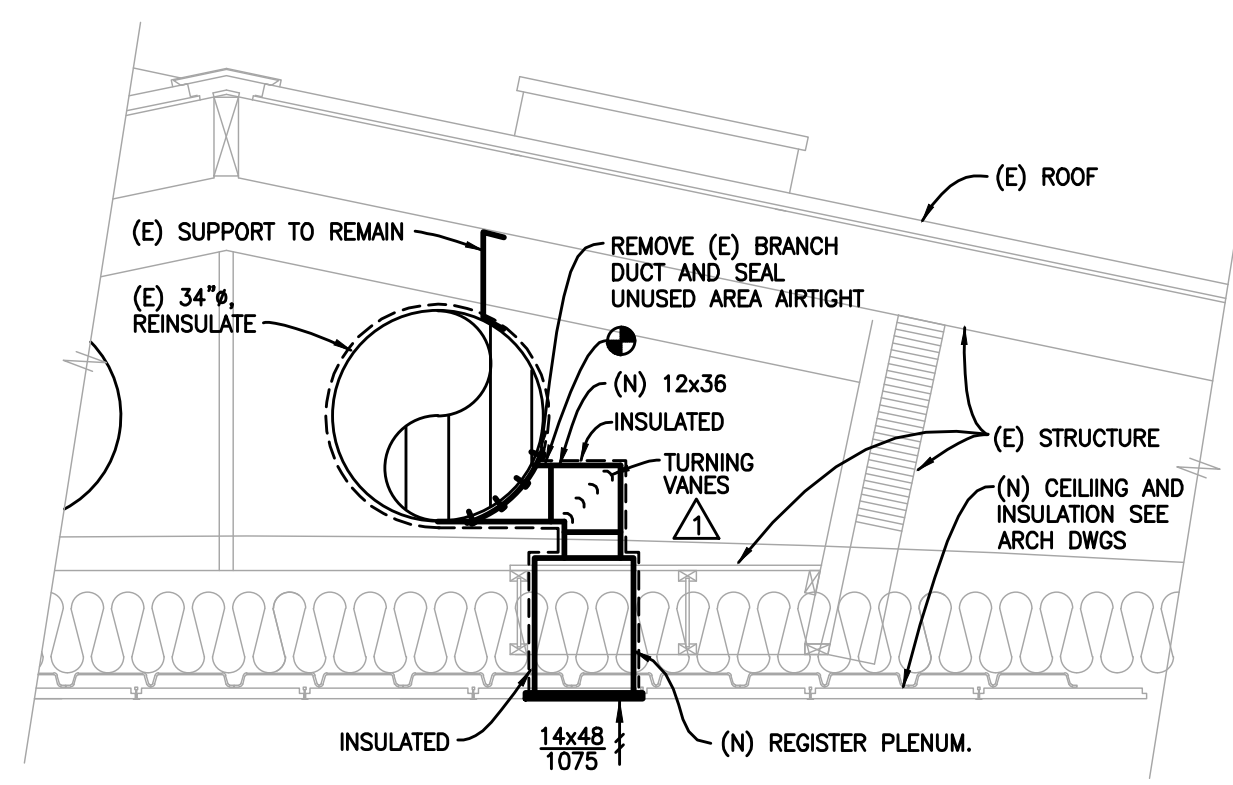 (E) ROOF
(E) SUPPORT TO REMAIN
REMOVE (E) BRANCH
DUCT AND SEAL
UNUSED AREA AIRTIGHT
(E) 34"ø,
REINSULATE
(N) 12x36
INSULATED
(E) STRUCTURE
TURNING
VANES
1
(N) CEILIING AND
INSULATION SEE
ARCH DWGS
INSULATED
14x48
1075
(N) REGISTER PLENUM.